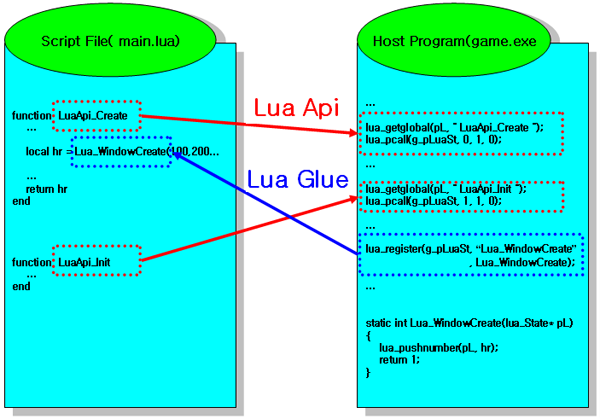 Script File( main.lua)
function LuaApi_Create
...
local hr = Lua_WindowCreate(100,200...
...
return hr
end
function LuaApi_Init
...
end
Lua Api
Lua Glue
Host Program(game.exe
...
lua_getglobal(pL, " LuaApi_Create ");
lua_pcall(g_pLuaSt, 0, 1, 0);
...
lua_getglobal(pL, " LuaApi_Init ");
lua_pcall(g_pLuaSt, 1, 1, 0);
...
lua_register(g_pLuaSt, “Lua_WindowCreate”
, Lua_WindowCreate);
...
static int Lua_WindowCreate(lua_State* pL)
{
lua_pushnumber(pL, hr);
return 1;
}